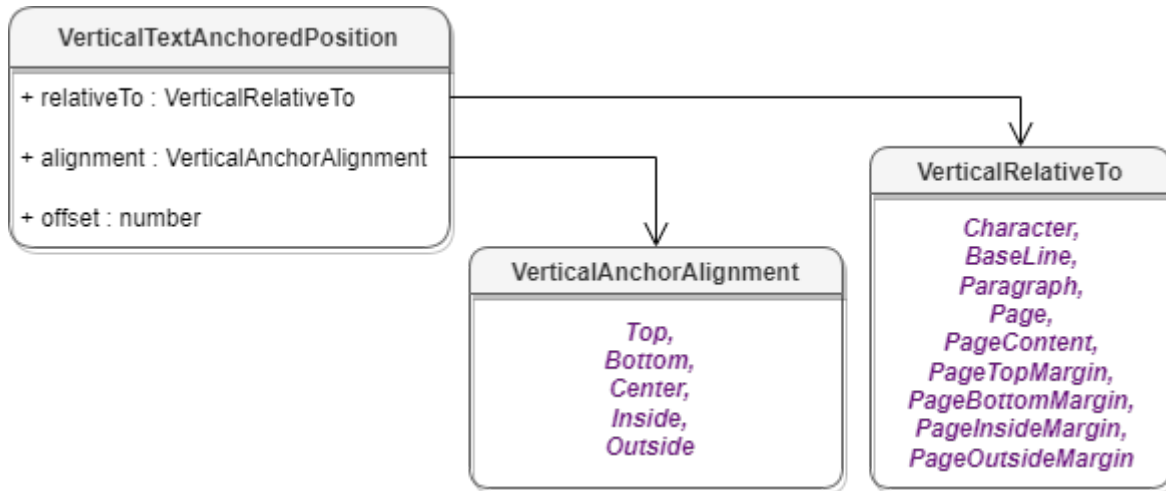 VerticalTextAnchoredPosition
+ relativeTo : VerticalRelativeTo
+ alignment : VerticalAnchorAlignment
+ offset : number
VerticalAnchorAlignment
Top,
Bottom,
Center,
Inside,
Outside
VerticalRelativeTo
Character,
BaseLine,
Paragraph,
Page,
PageContent,
PageTopMargin,
PageBottomMargin,
PageInsideMargin,
PageOutsideMargin